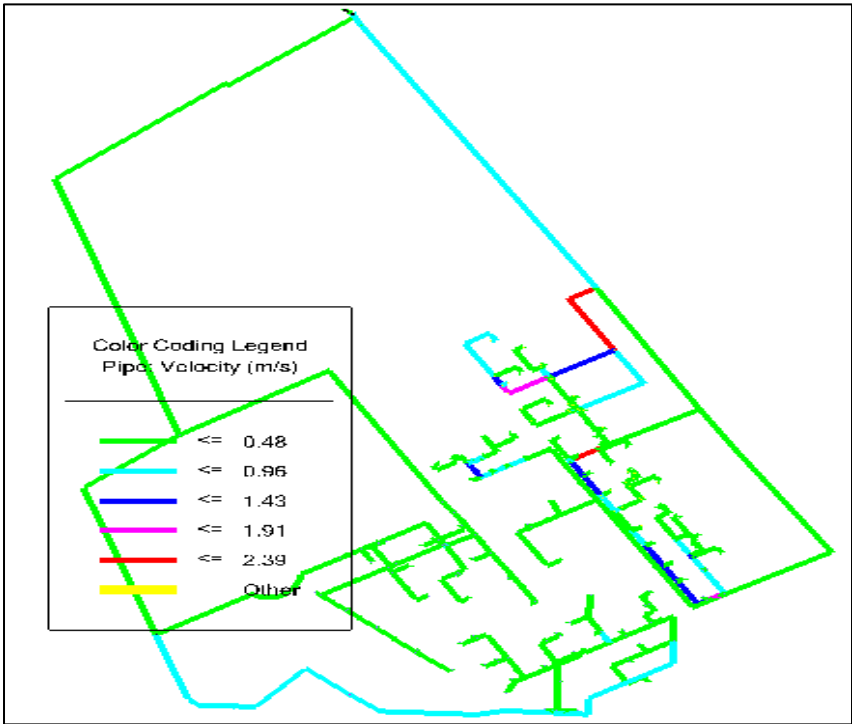 Color Coding Legend
Pipe: Velocity (m/s)
<= 0.48
<= 0.96
<= 1.43
<= 1.91
<= 2.39
Other